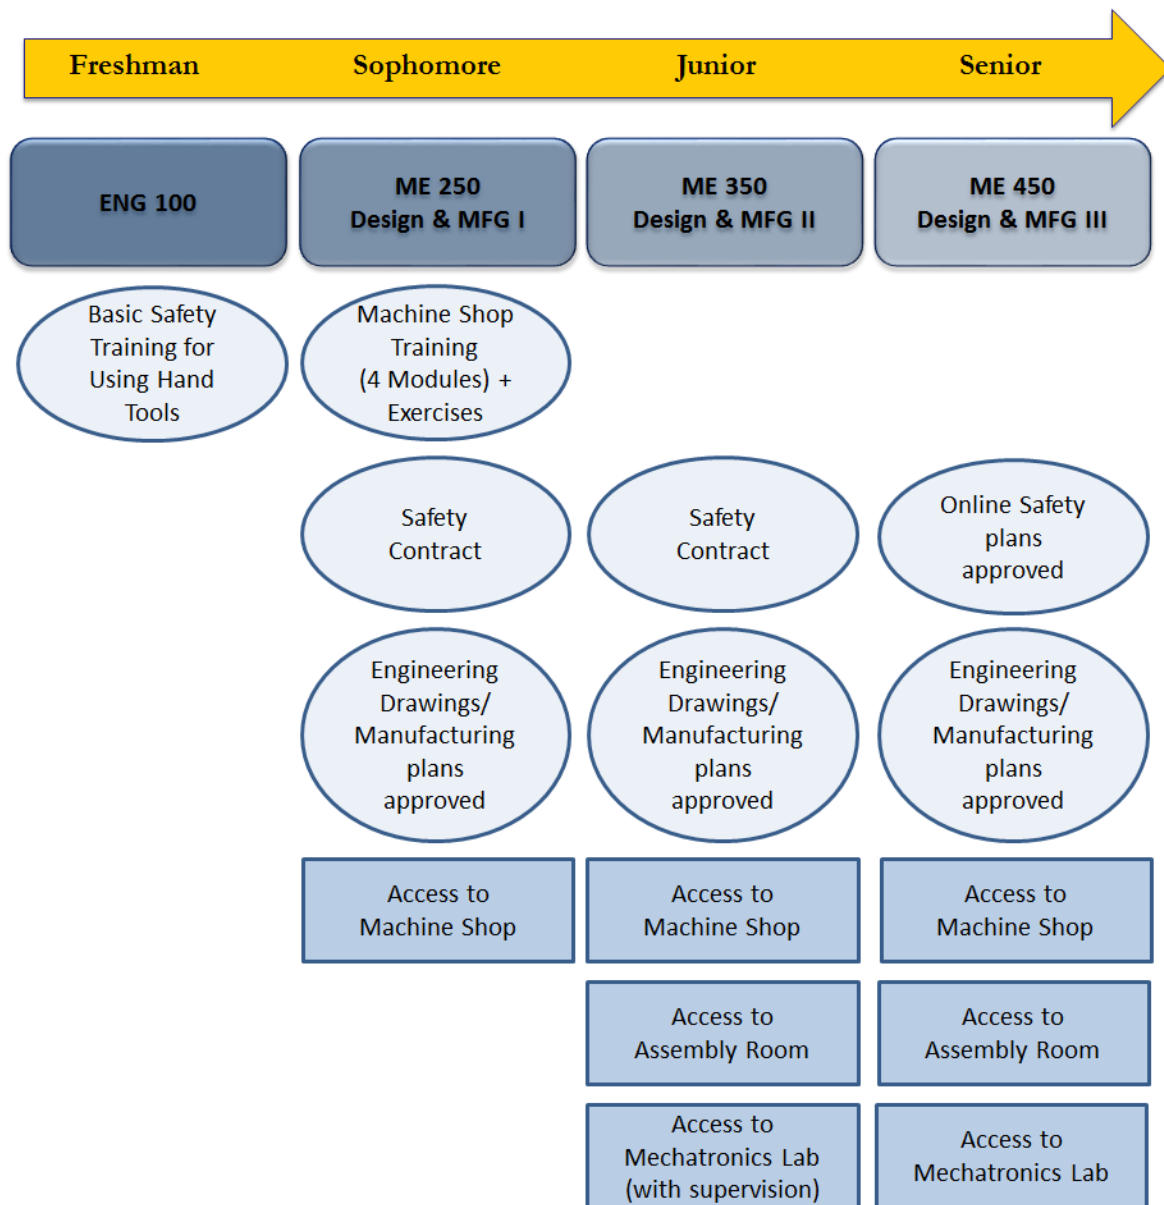 Freshman
Sophomore
Junior
Senior
ENG 100
ME 250
Design & MFG I
ME 350
Design & MFG II
ME 450
Design & MFG III
Basic Safety
Training for
Using Hand
Tools
Machine Shop
Training
(4 Modules) +
Exercises
Safety
Contract
Safety
Contract
Online Safety
plans
approved
Engineering
Drawings/
Manufacturing
plans
approved
Engineering
Drawings/
Manufacturing
plans
approved
Engineering
Drawings/
Manufacturing
plans
approved
Access to
Machine Shop
Access to
Machine Shop
Access to
Machine Shop
Access to
Assembly Room
Access to
Assembly Room
Access to
Mechatronics Lab
(with supervision)
Access to
Mechatronics Lab